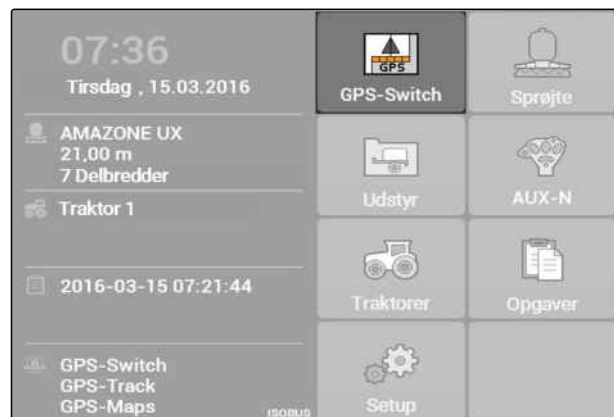 07:36
Tirsdag , 15.03.2016
AMAZONE UX
21,00 m
7 Delbredder
Traktor 1
2016-03-15 07:21:44
GPS-Switch
GPS-Track
GPS-Maps
ISOBUS
GPS
GPS-Switch
Sprøjte
Udstyr
AUX-N
Traktorer
Opgaver
Setup